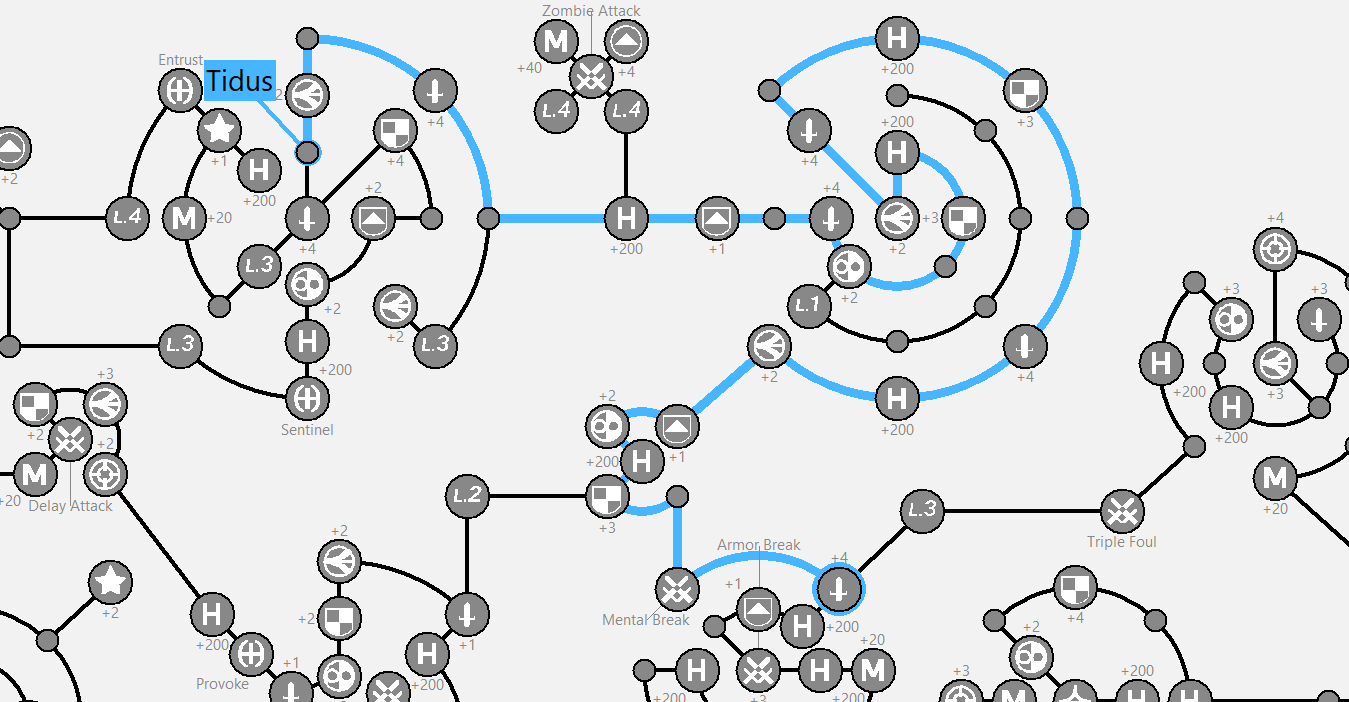 Zombie Attack
M
+40
+4
L.4
L.4
H
+200
Entrust
Tidus
2
+4
+4
+2
+1
H
+200
L.4
M
+20
+2
+4
L.3
+2
H
+200
+2
L.3
L.3
Sentinel
H
+200
+1
+4
+4
H
+200
+3
+200
H
+3
+2
+2
L.1
+2
H
+200
+4
+4
+3
+3
H
+200
+3
H
+200
M
+20
+3
+2
+2
M
+20
Delay Attack
+2
+200
H
+1
+3
L.2
L.3
Triple Foul
Armor Break
+4
+1
Mental Break
H
+200
+20
H
+200
+3
H
+200
M
+2
+2
+2
+1
H
+200
H
+200
Provoke
+1
+4
+2
+3
M
+200
H
H